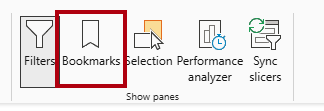 Filters Bookmarks Selection Performance analyzer Sync slicers
Show panes